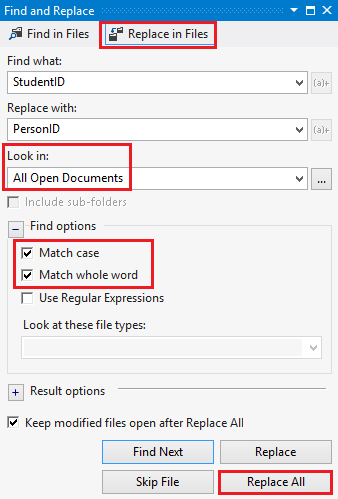 Find and Replace
Find in Files Replace in Files
Find what:
StudentID
(a)+
Replace with:
PersonID
(a)+
Look in:
All Open Documents
...
Include sub-folders
Find options
Match case
Match whole word
Use Regular Expressions
Look at these file types:
Result options
Keep modified files open after Replace All
Find Next Replace
Skip File Replace All